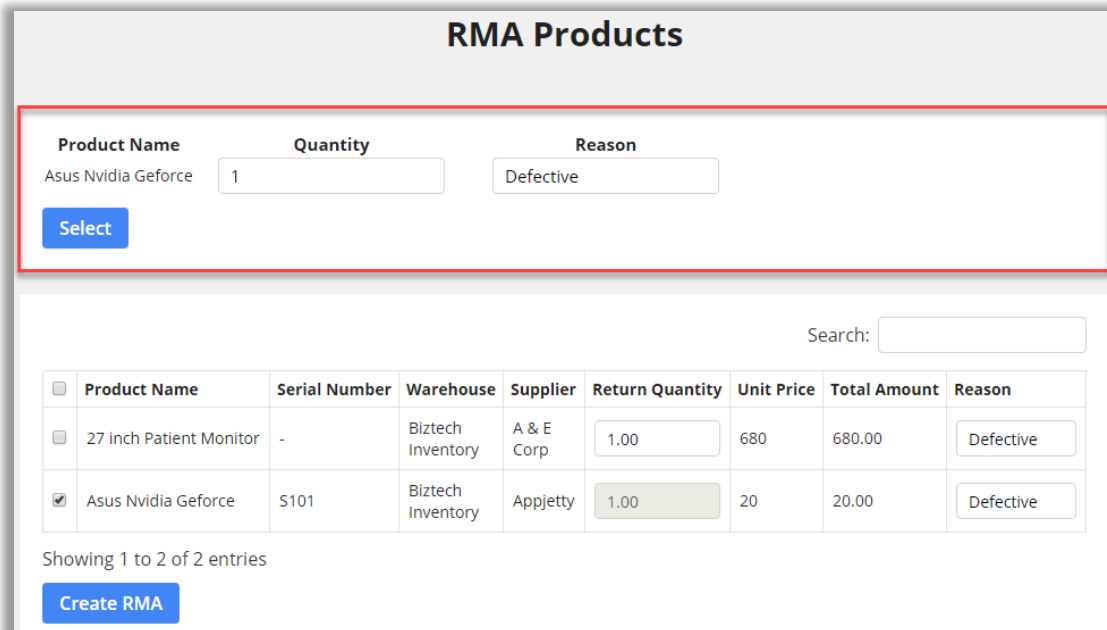 RMA Products
Product Name Quantity Reason
Asus Nvidia Geforce 1 Defective
Select
Search:
Product Name Serial Number Warehouse Supplier Return Quantity Unit Price Total Amount Reason
27 inch Patient Monitor - Biztech Inventory A & E Corp 1.00 680 680.00 Defective
Asus Nvidia Geforce S101 Biztech Inventory Appjetty 1.00 20 20.00 Defective
Showing 1 to 2 of 2 entries
Create RMA